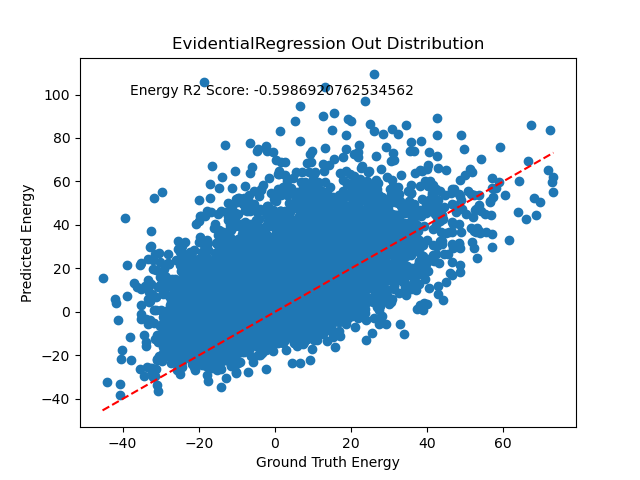 EvidentialRegression Out Distribution
Energy R2 Score: -0.5986920762534562
100
80
60
40
20
0
−20
−40
Predicted Energy
−40 −20 0 20 40 60
Ground Truth Energy